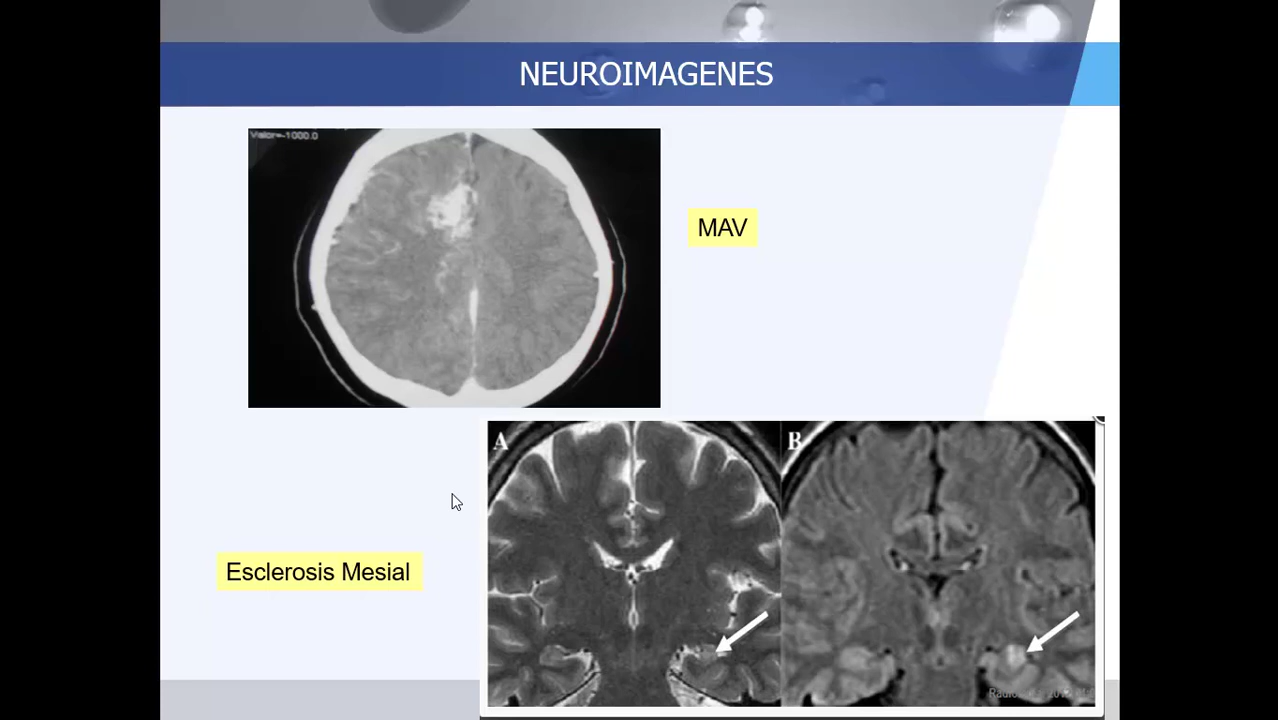 NEUROIMAGENES
Valor=-1000.0
MAV
A
B
Esclerosis Mesial